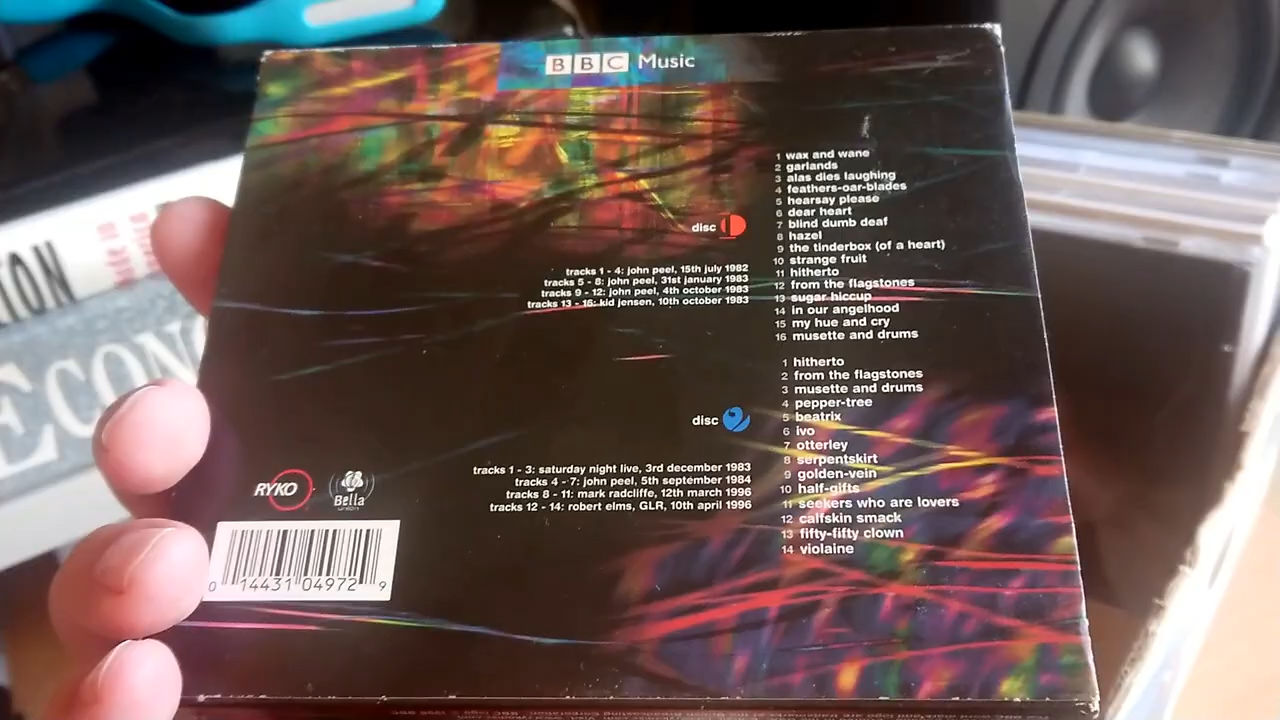 BBC Music
disc 1
tracks 1 - 4: john peel, 15th july 1982
tracks 5 - 8: john peel, 31st january 1983
tracks 9 - 12: john peel, 4th october 1983
tracks 13 - 16: kid jensen, 10th october 1983
1 wax and wane
2 garlands
3 alas dies laughing
4 feathers-oar-blades
5 hearsay please
6 dear heart
7 blind dumb deaf
8 hazel
9 the tinderbox (of a heart)
10 strange fruit
11 hitherto
12 from the flagstones
13 sugar hiccup
14 in our angelhood
15 my hue and cry
16 musette and drums
disc 2
tracks 1 - 3: saturday night live, 3rd december 1983
tracks 4 - 7: john peel, 5th september 1984
tracks 8 - 11: mark radcliffe, 12th march 1996
tracks 12 - 14: robert elms, GLR, 10th april 1996
1 hitherto
2 from the flagstones
3 musette and drums
4 pepper-tree
5 beatrix
6 ivo
7 otterley
8 serpentskirt
9 golden-vein
10 half-gifts
11 seekers who are lovers
12 calfskin smack
13 fifty-fifty clown
14 violaine
RYKO
Bella
union
0 14431 04972 9
TON
ECON